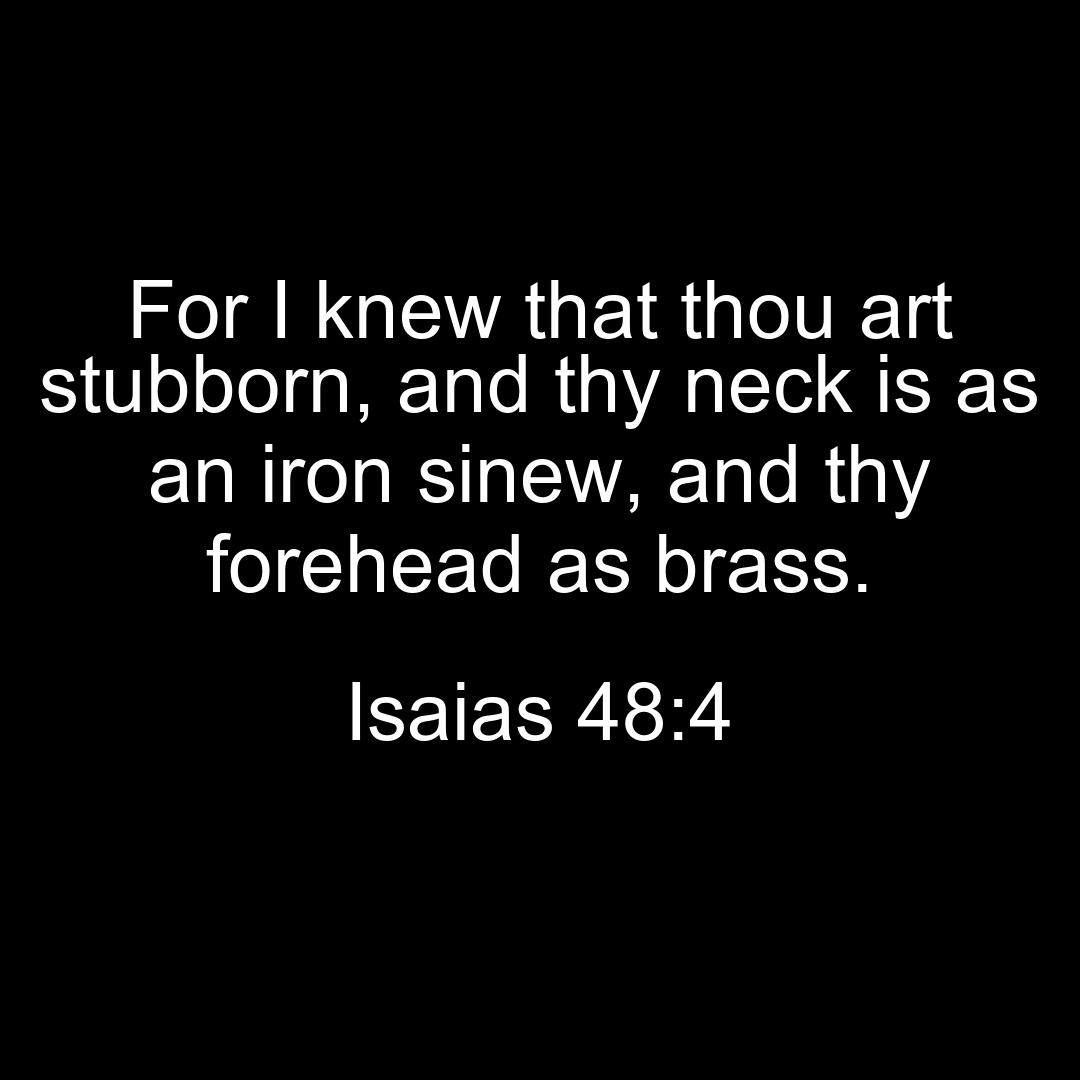 For I knew that thou art
stubborn, and thy neck is as
an iron sinew, and thy
forehead as brass.
Isaias 48:4